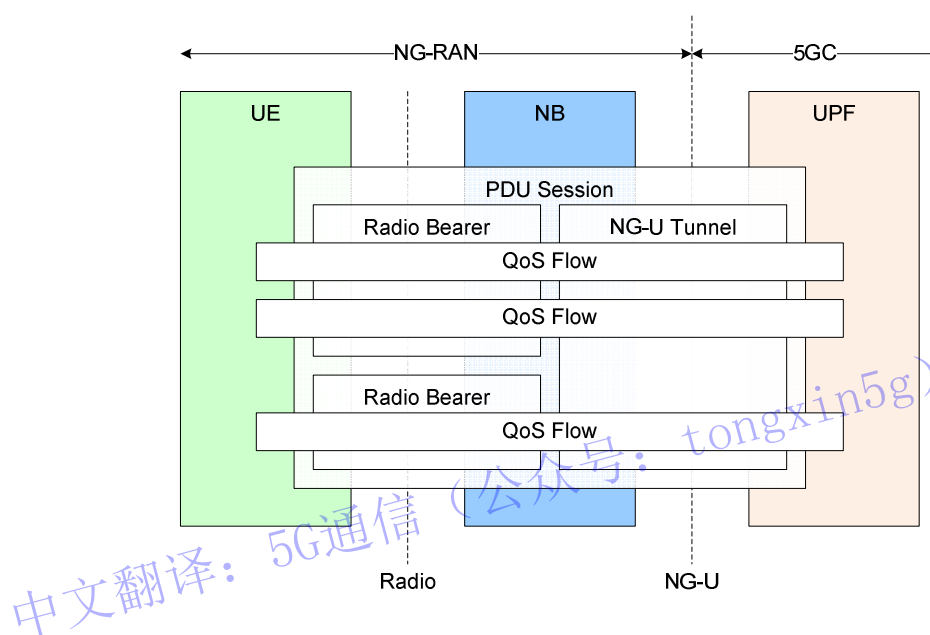 NG-RAN
5GC
UE
NB
UPF
PDU Session
Radio Bearer
NG-U Tunnel
QoS Flow
QoS Flow
Radio Bearer
QoS Flow
中文翻译：5G通信（公众号：tongxin5g）
Radio
NG-U